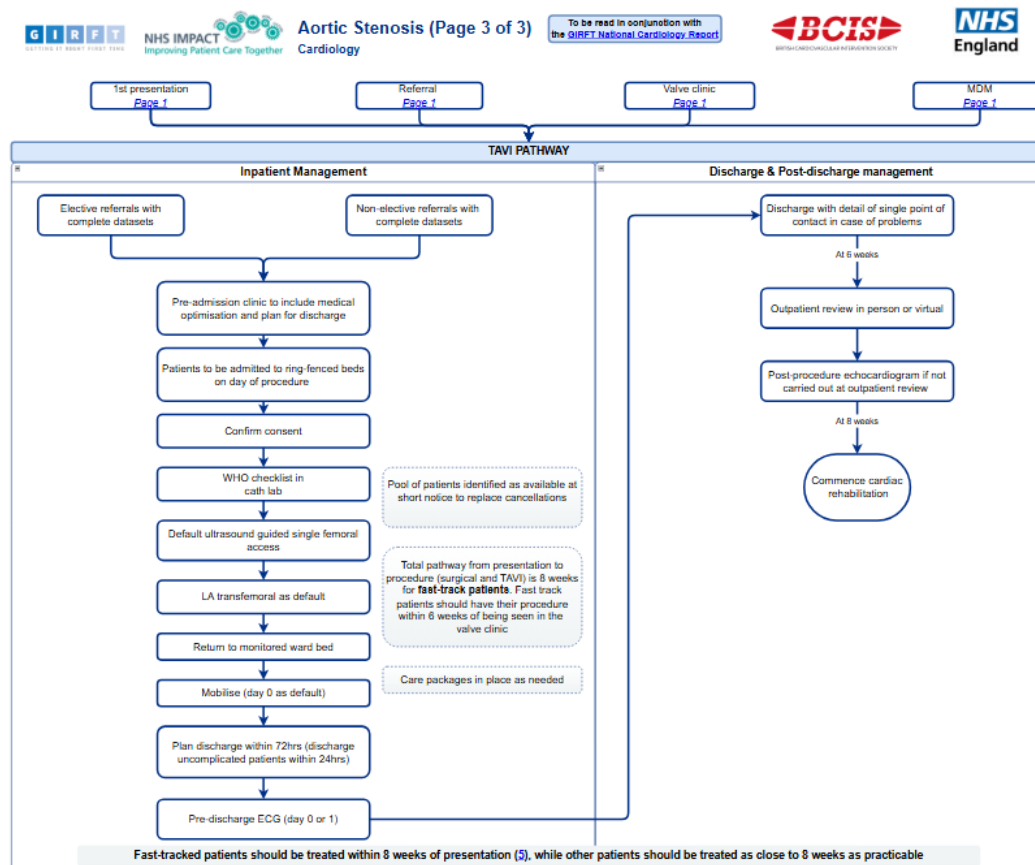 GIRFT
GETTING IT RIGHT FIRST TIME
NHS IMPACT
Improving Patient Care Together
Aortic Stenosis (Page 3 of 3)
Cardiology
To be read in conjuntion with
the GIRFT National Cardiology Report
BCIS
BRITISH CARDIOVASCULAR INTERVENTION SOCIETY
NHS
England
1st presentation
Page 1
Referral
Page 1
Valve clinic
Page 1
MDM
Page 1
TAVI PATHWAY
Inpatient Management
Elective referrals with
complete datasets
Non-elective referrals with
complete datasets
Pre-admission clinic to include medical
optimisation and plan for discharge
Patients to be admitted to ring-fenced beds
on day of procedure
Confirm consent
WHO checklist in
cath lab
Default ultrasound guided single femoral
access
LA transfemoral as default
Return to monitored ward bed
Mobilise (day 0 as default)
Plan discharge within 72hrs (discharge
uncomplicated patients within 24hrs)
Pre-discharge ECG (day 0 or 1)
Pool of patients identified as available at
short notice to replace cancellations
Total pathway from presentation to
procedure (surgical and TAVI) is 8 weeks
for fast-track patients. Fast track
patients should have their procedure
within 6 weeks of being seen in the
valve clinic
Care packages in place as needed
Discharge & Post-discharge management
Discharge with detail of single point of
contact in case of problems
At 6 weeks
Outpatient review in person or virtual
Post-procedure echocardiogram if not
carried out at outpatient review
At 8 weeks
Commence cardiac
rehabilitation
Fast-tracked patients should be treated within 8 weeks of presentation (5), while other patients should be treated as close to 8 weeks as practicable